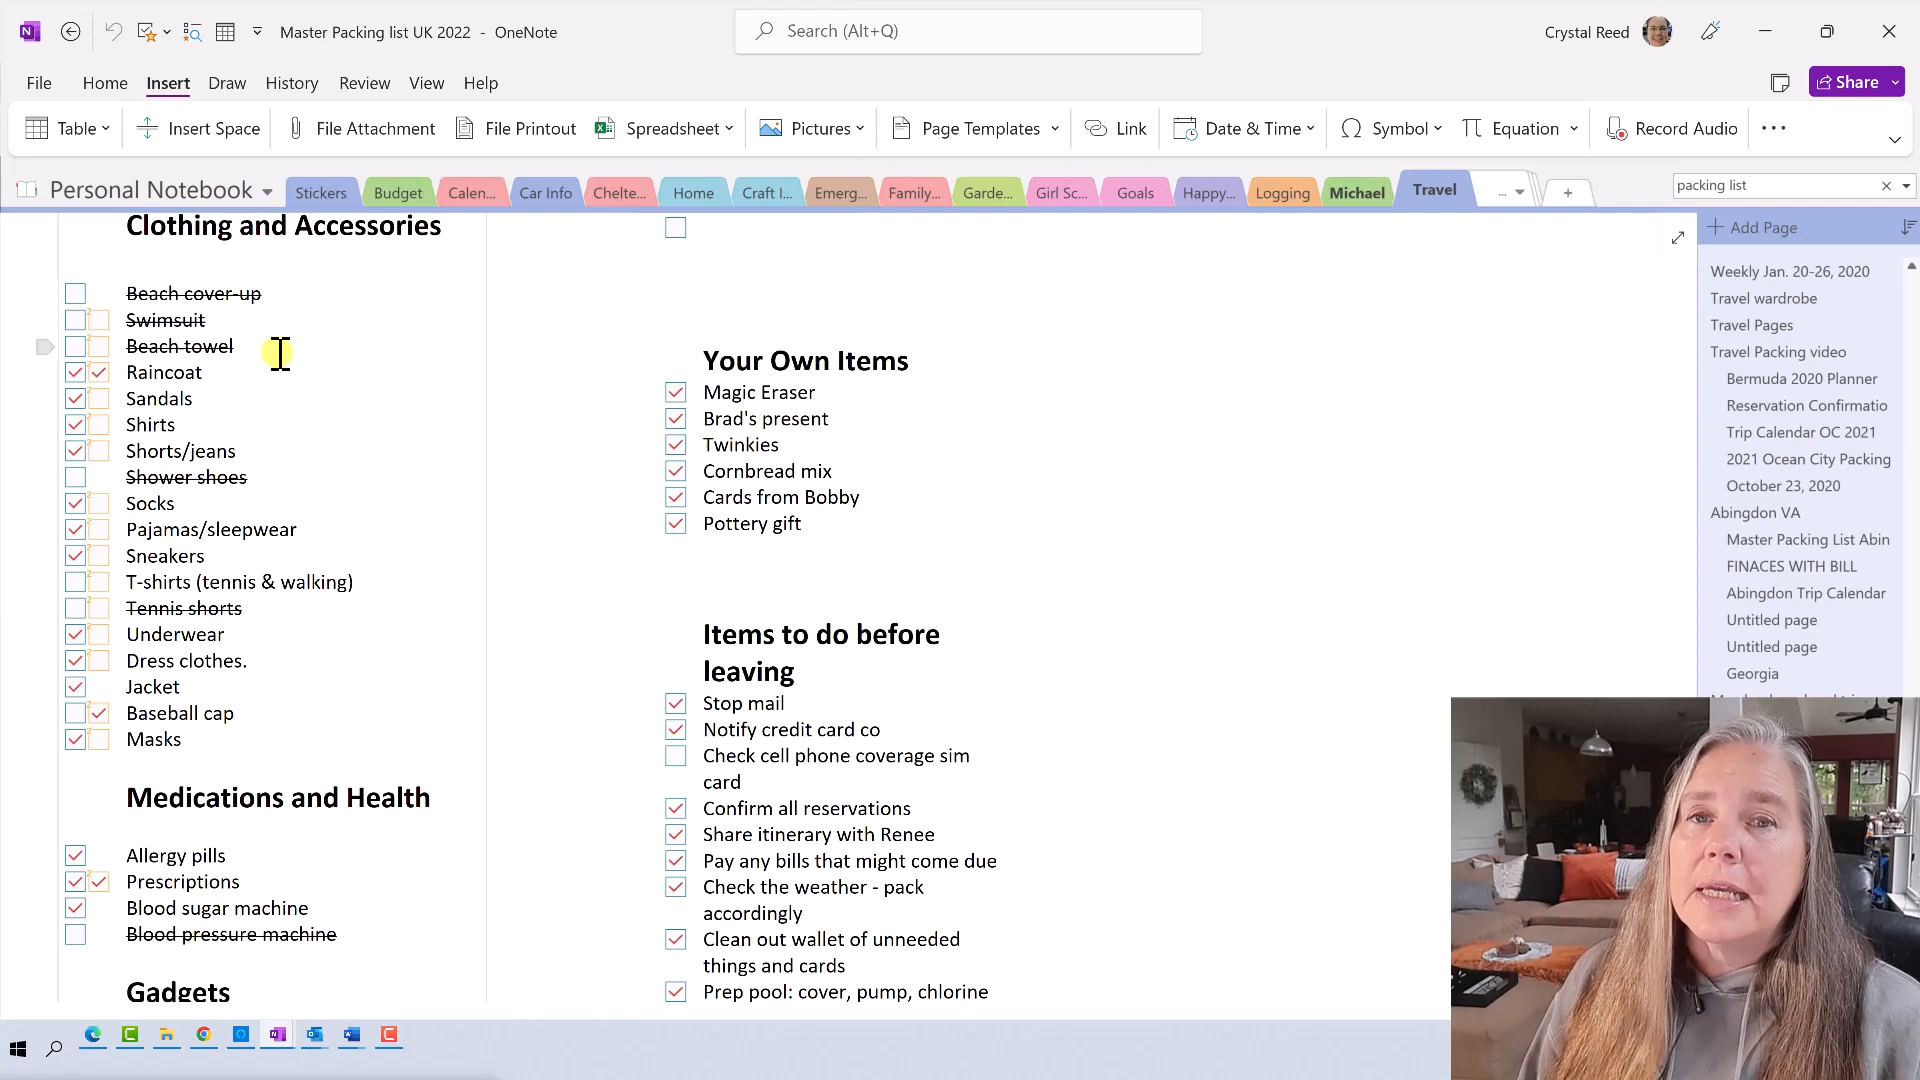 Master Packing list UK 2022 - OneNote
Search (Alt+Q)
Crystal Reed
File Home Insert Draw History Review View Help
Share
Table Insert Space File Attachment File Printout Spreadsheet Pictures Page Templates Link Date & Time Symbol Equation Record Audio
Personal Notebook
Stickers Budget Calen... Car Info Chelte... Home Craft I... Emerg... Family... Garde... Girl Sc... Goals Happy... Logging Michael Travel ...
packing list
Clothing and Accessories
Beach cover-up
Swimsuit
Beach towel
Raincoat
Sandals
Shirts
Shorts/jeans
Shower shoes
Socks
Pajamas/sleepwear
Sneakers
T-shirts (tennis & walking)
Tennis shorts
Underwear
Dress clothes.
Jacket
Baseball cap
Masks
Medications and Health
Allergy pills
Prescriptions
Blood sugar machine
Blood pressure machine
Gadgets
Your Own Items
Magic Eraser
Brad's present
Twinkies
Cornbread mix
Cards from Bobby
Pottery gift
Items to do before
leaving
Stop mail
Notify credit card co
Check cell phone coverage sim
card
Confirm all reservations
Share itinerary with Renee
Pay any bills that might come due
Check the weather - pack
accordingly
Clean out wallet of unneeded
things and cards
Prep pool: cover, pump, chlorine
Add Page
Weekly Jan. 20-26, 2020
Travel wardrobe
Travel Pages
Travel Packing video
Bermuda 2020 Planner
Reservation Confirmatio
Trip Calendar OC 2021
2021 Ocean City Packing
October 23, 2020
Abingdon VA
Master Packing List Abin
FINACES WITH BILL
Abingdon Trip Calendar
Untitled page
Untitled page
Georgia